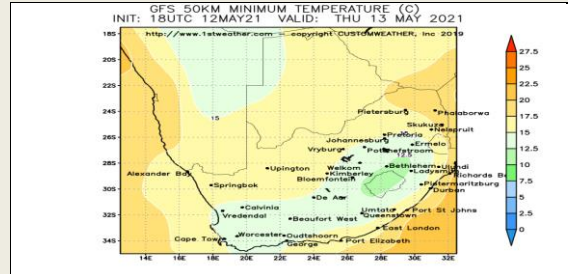 GFS 50KM MINIMUM TEMPERATURE (C)
INIT: 18UTC 12MAY21 VALID: THU 13 MAY 2021
http://www.1stweather.com - copyright CUSTOMWEATHER, Inc 2019
18S
20S
22S
24S
26S
28S
30S
32S
34S
14E 16E 18E 20E 22E 24E 26E 28E 30E 32E
15
Pietersburg
Phalaborwa
Skukuza
Nelspruit
Pretoria
Johannesburg
Ermelo
Potchefstroom
12.5
Vryburg
Welkom
Bethlehem
Ulundi
Kimberley
Ladysmith
Richards B
Upington
Bloemfontein
Alexander Bay
Springbok
Pietermaritzburg
Durban
De Aar
Calvinia
Vredendal
Umtata
Port St Johns
Queenstown
Beaufort West
East London
Worcester
Oudtshoorn
Cape Town
George
Port Elizabeth
27.5
25
22.5
20
17.5
15
12.5
10
7.5
5
2.5
0